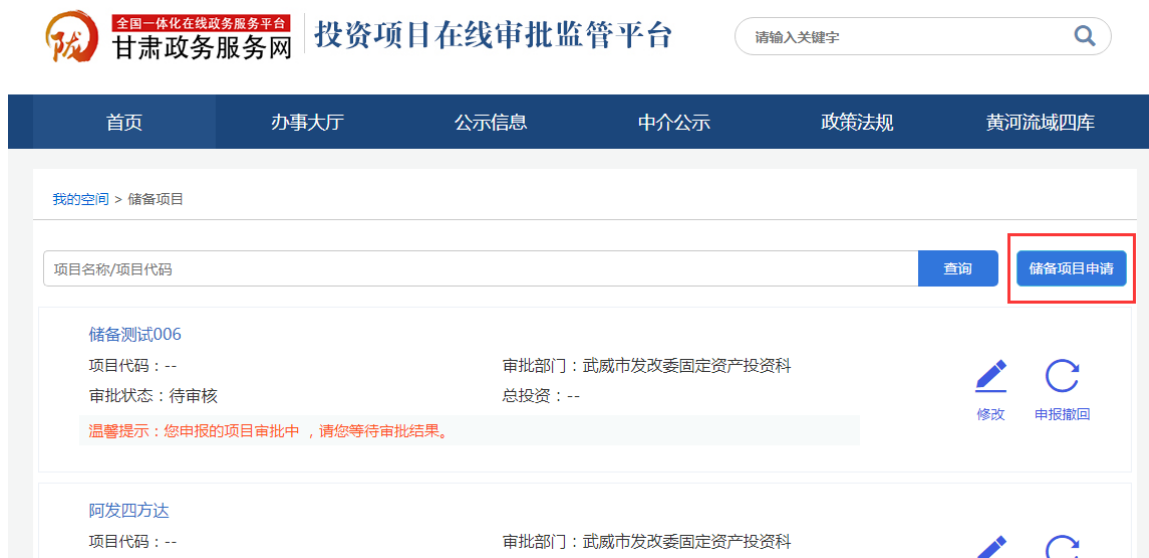 陇
全国一体化在线政务服务平台
甘肃政务服务网
投资项目在线审批监管平台
请输入关键字
首页 办事大厅 公示信息 中介公示 政策法规 黄河流域四库
我的空间 > 储备项目
项目名称/项目代码 查询 储备项目申请
储备测试006
项目代码：-- 审批部门：武威市发改委固定资产投资科
审批状态：待审核 总投资：--
修改 申报撤回
温馨提示：您申报的项目审批中 ，请您等待审批结果。
阿发四方达
项目代码：-- 审批部门：武威市发改委固定资产投资科